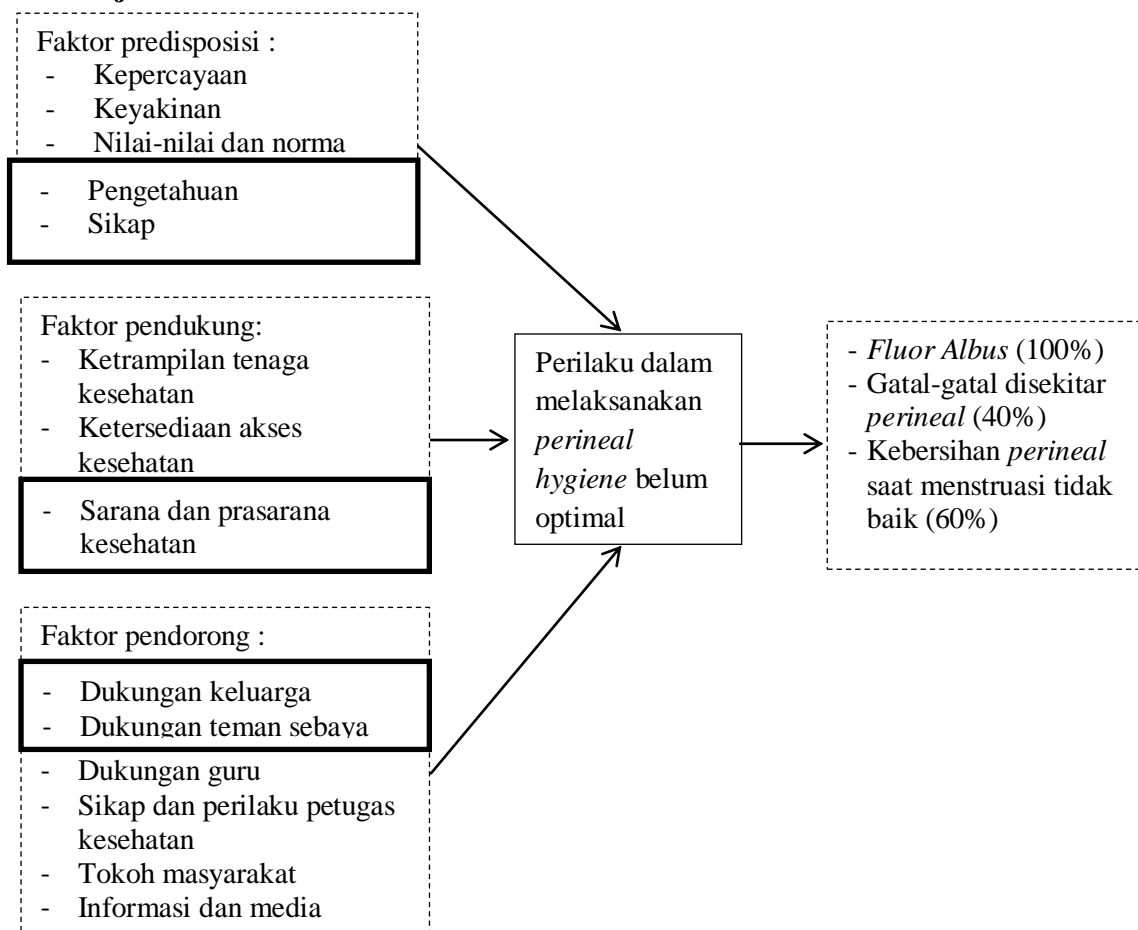 Faktor predisposisi :
- Kepercayaan
- Keyakinan
- Nilai-nilai dan norma
- Pengetahuan
- Sikap
Faktor pendukung:
- Ketrampilan tenaga
kesehatan
- Ketersediaan akses
kesehatan
- Sarana dan prasarana
kesehatan
Faktor pendorong :
- Dukungan keluarga
- Dukungan teman sebaya
- Dukungan guru
- Sikap dan perilaku petugas
kesehatan
- Tokoh masyarakat
- Informasi dan media
Perilaku dalam
melaksanakan
perineal
hygiene belum
optimal
- Fluor Albus (100%)
- Gatal-gatal disekitar
perineal (40%)
- Kebersihan perineal
saat menstruasi tidak
baik (60%)